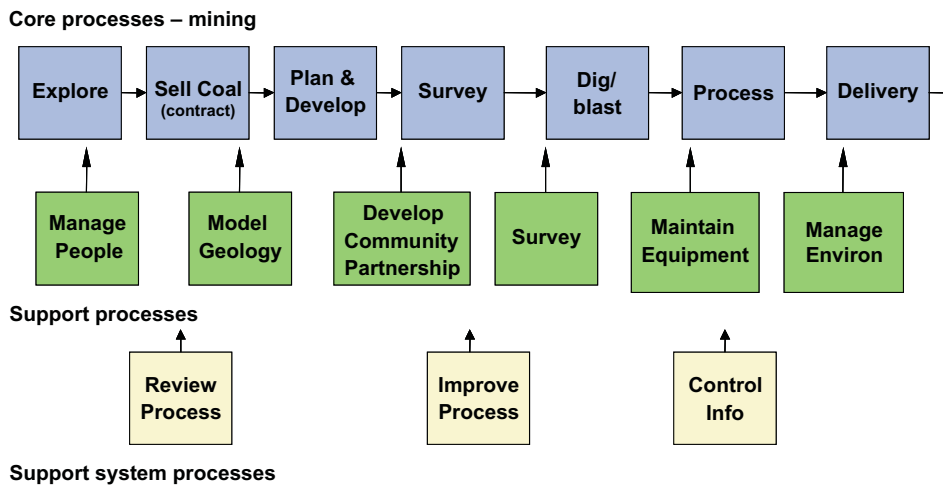 Core processes – mining
Explore
Sell Coal
(contract)
Plan &
Develop
Survey
Dig/
blast
Process
Delivery
Manage
People
Model
Geology
Develop
Community
Partnership
Survey
Maintain
Equipment
Manage
Environ
Support processes
Review
Process
Improve
Process
Control
Info
Support system processes